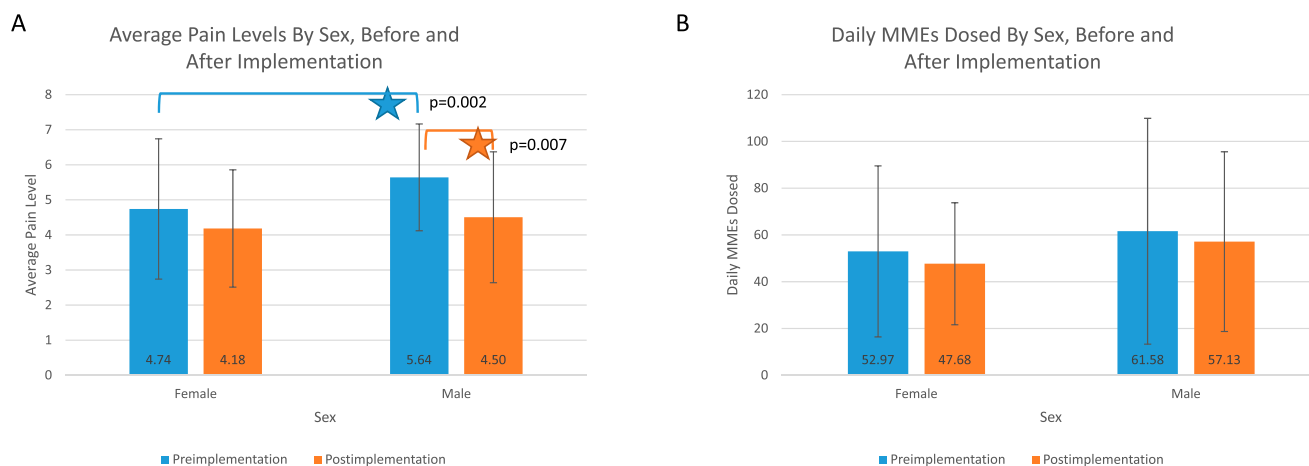 A
Average Pain Levels By Sex, Before and
After Implementation
8
7
6
5
4
3
2
1
0
Average Pain Level
p=0.002
p=0.007
4.74
4.18
5.64
4.50
Female
Male
Sex
Preimplementation
Postimplementation
B
Daily MMEs Dosed By Sex, Before and
After Implementation
120
100
80
60
40
20
0
Daily MMEs Dosed
52.97
47.68
61.58
57.13
Female
Male
Sex
Preimplementation
Postimplementation